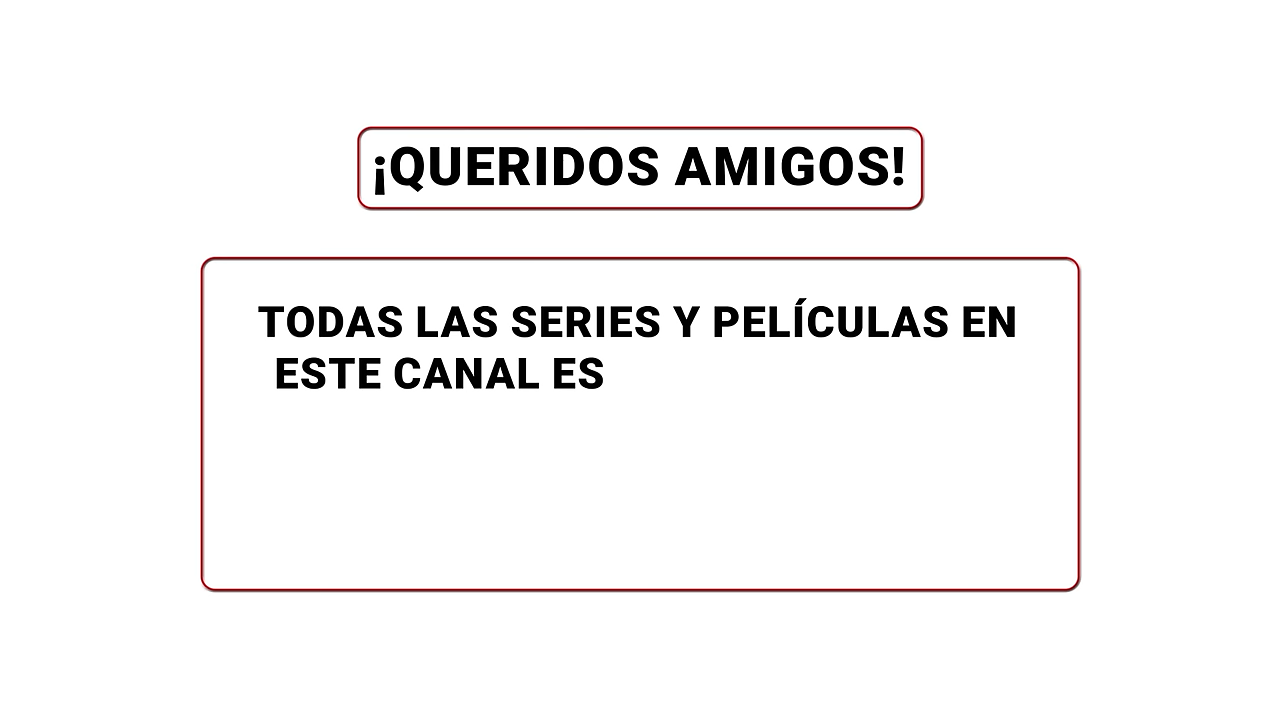 ¡QUERIDOS AMIGOS!
TODAS LAS SERIES Y PELÍCULAS EN
ESTE CANAL ES